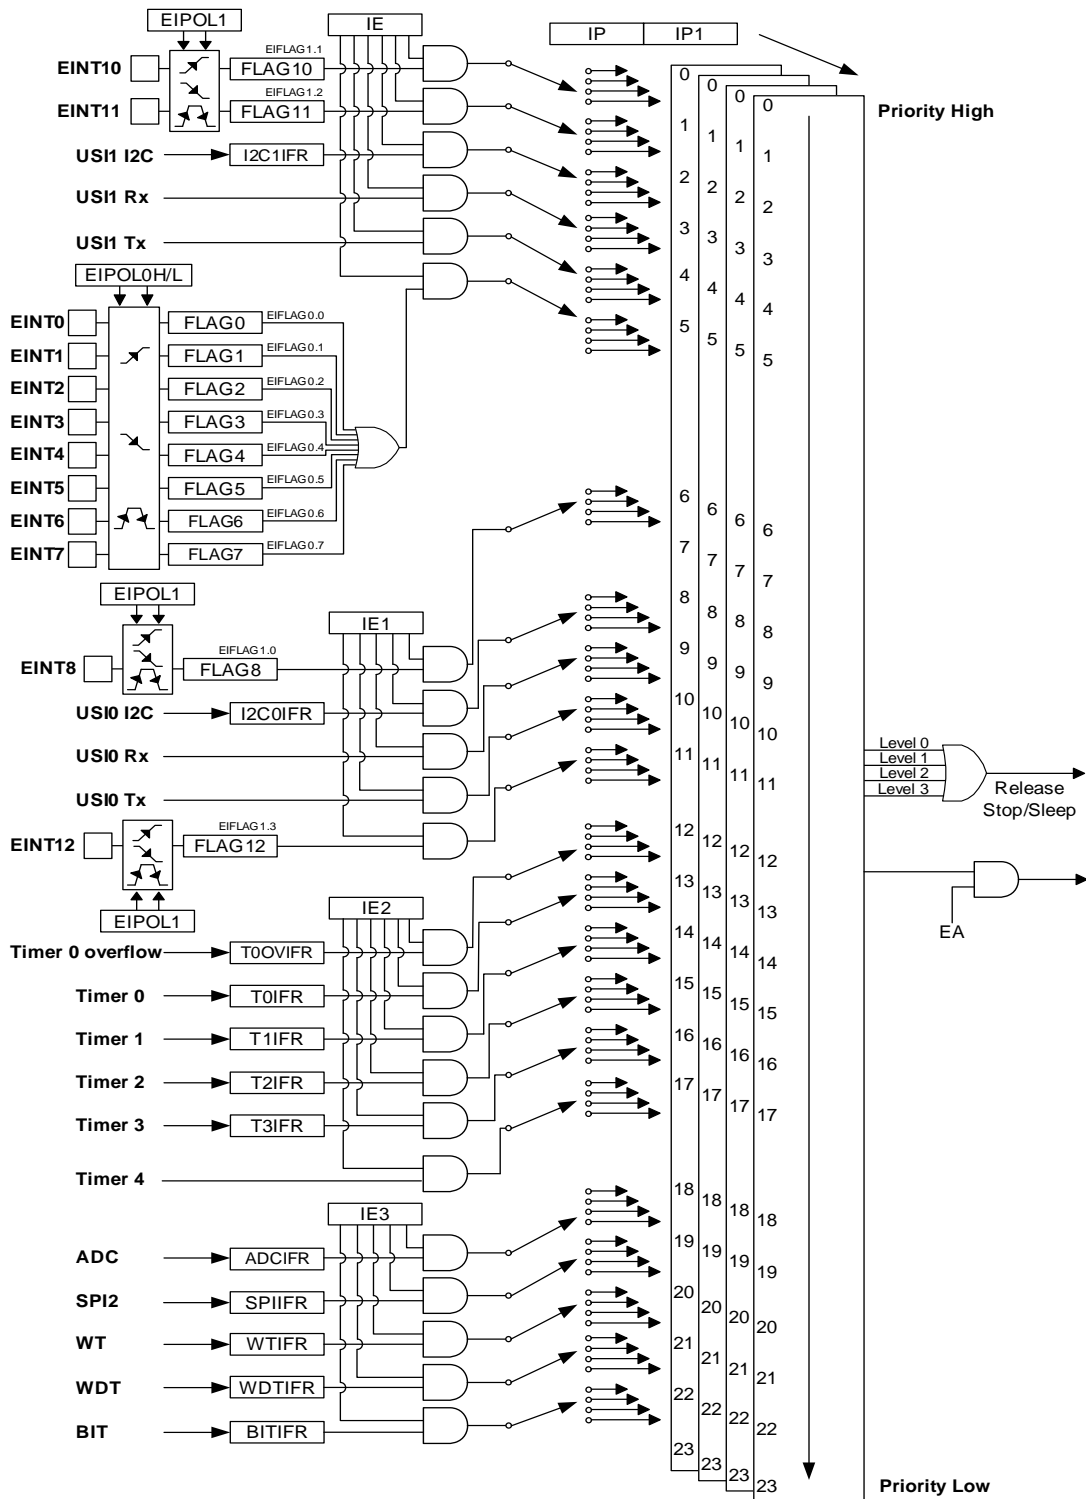 EIPOL1
IE
IP IP1
EINT10 FLAG10 EIFLAG1.1
EINT11 FLAG11 EIFLAG1.2
Priority High
USI1 I2C I2C1IFR
USI1 Rx
USI1 Tx
EIPOL0H/L
EINT0 FLAG0 EIFLAG0.0
EINT1 FLAG1 EIFLAG0.1
EINT2 FLAG2 EIFLAG0.2
EINT3 FLAG3 EIFLAG0.3
EINT4 FLAG4 EIFLAG0.4
EINT5 FLAG5 EIFLAG0.5
EINT6 FLAG6 EIFLAG0.6
EINT7 FLAG7 EIFLAG0.7
EIPOL1
IE1
EINT8 FLAG8 EIFLAG1.0
USI0 I2C I2C0IFR
USI0 Rx
USI0 Tx
EINT12 FLAG12 EIFLAG1.3
EIPOL1
IE2
Timer 0 overflow T0OVIFR
Timer 0 T0IFR
Timer 1 T1IFR
Timer 2 T2IFR
Timer 3 T3IFR
Timer 4
IE3
ADC ADCIFR
SPI2 SPIIFR
WT WTIFR
WDT WDTIFR
BIT BITIFR
0 0 0 0
1 1 1 1
2 2 2 2
3 3 3 3
4 4 4 4
5 5 5 5
6 6 6 6
7 7 7 7
8 8 8 8
9 9 9 9
10 10 10 10
11 11 11 11
12 12 12 12
13 13 13 13
14 14 14 14
15 15 15 15
16 16 16 16
17 17 17 17
18 18 18 18
19 19 19 19
20 20 20 20
21 21 21 21
22 22 22 22
23 23 23 23
Level 0
Level 1
Level 2
Level 3
Release
Stop/Sleep
EA
Priority Low